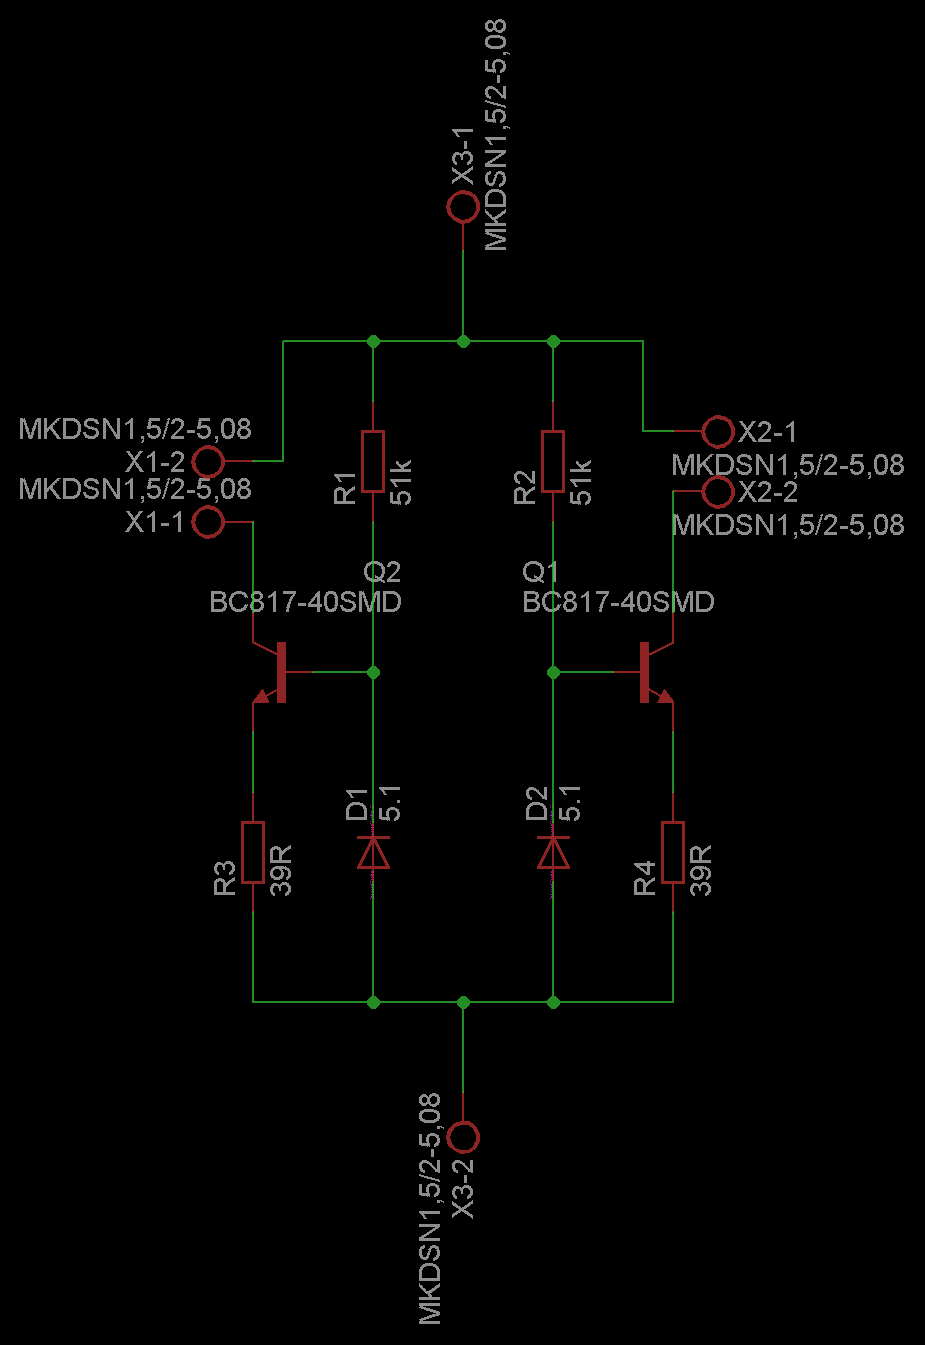 X3-1
MKDSN1,5/2-5,08
MKDSN1,5/2-5,08
X1-2
MKDSN1,5/2-5,08
X1-1
X2-1
MKDSN1,5/2-5,08
X2-2
MKDSN1,5/2-5,08
R1
51k
R2
51k
Q2
BC817-40SMD
Q1
BC817-40SMD
D1
5.1
D2
5.1
R3
39R
R4
39R
MKDSN1,5/2-5,08
X3-2